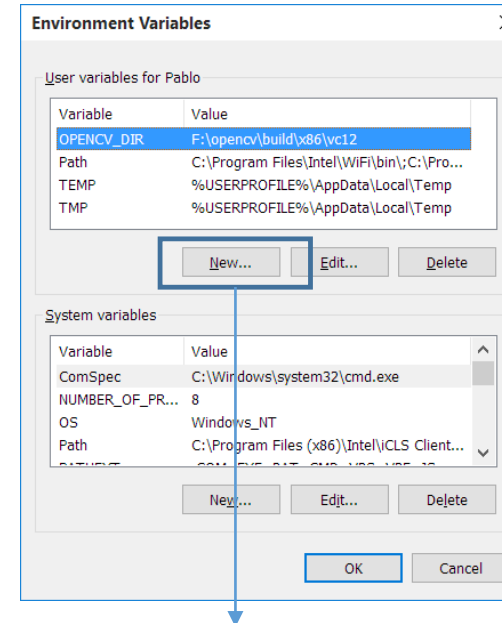 Environment Variables
User variables for Pablo
Variable Value
OPENCV_DIR F:\opencv\build\x86\vc12
Path C:\Program Files\Intel\WiFi\bin\;C:\Pro...
TEMP %USERPROFILE%\AppData\Local\Temp
TMP %USERPROFILE%\AppData\Local\Temp
New... Edit... Delete
System variables
Variable Value
ComSpec C:\Windows\system32\cmd.exe
NUMBER_OF_PR... 8
OS Windows_NT
Path C:\Program Files (x86)\Intel\iCLS Client...
New... Edit... Delete
OK Cancel